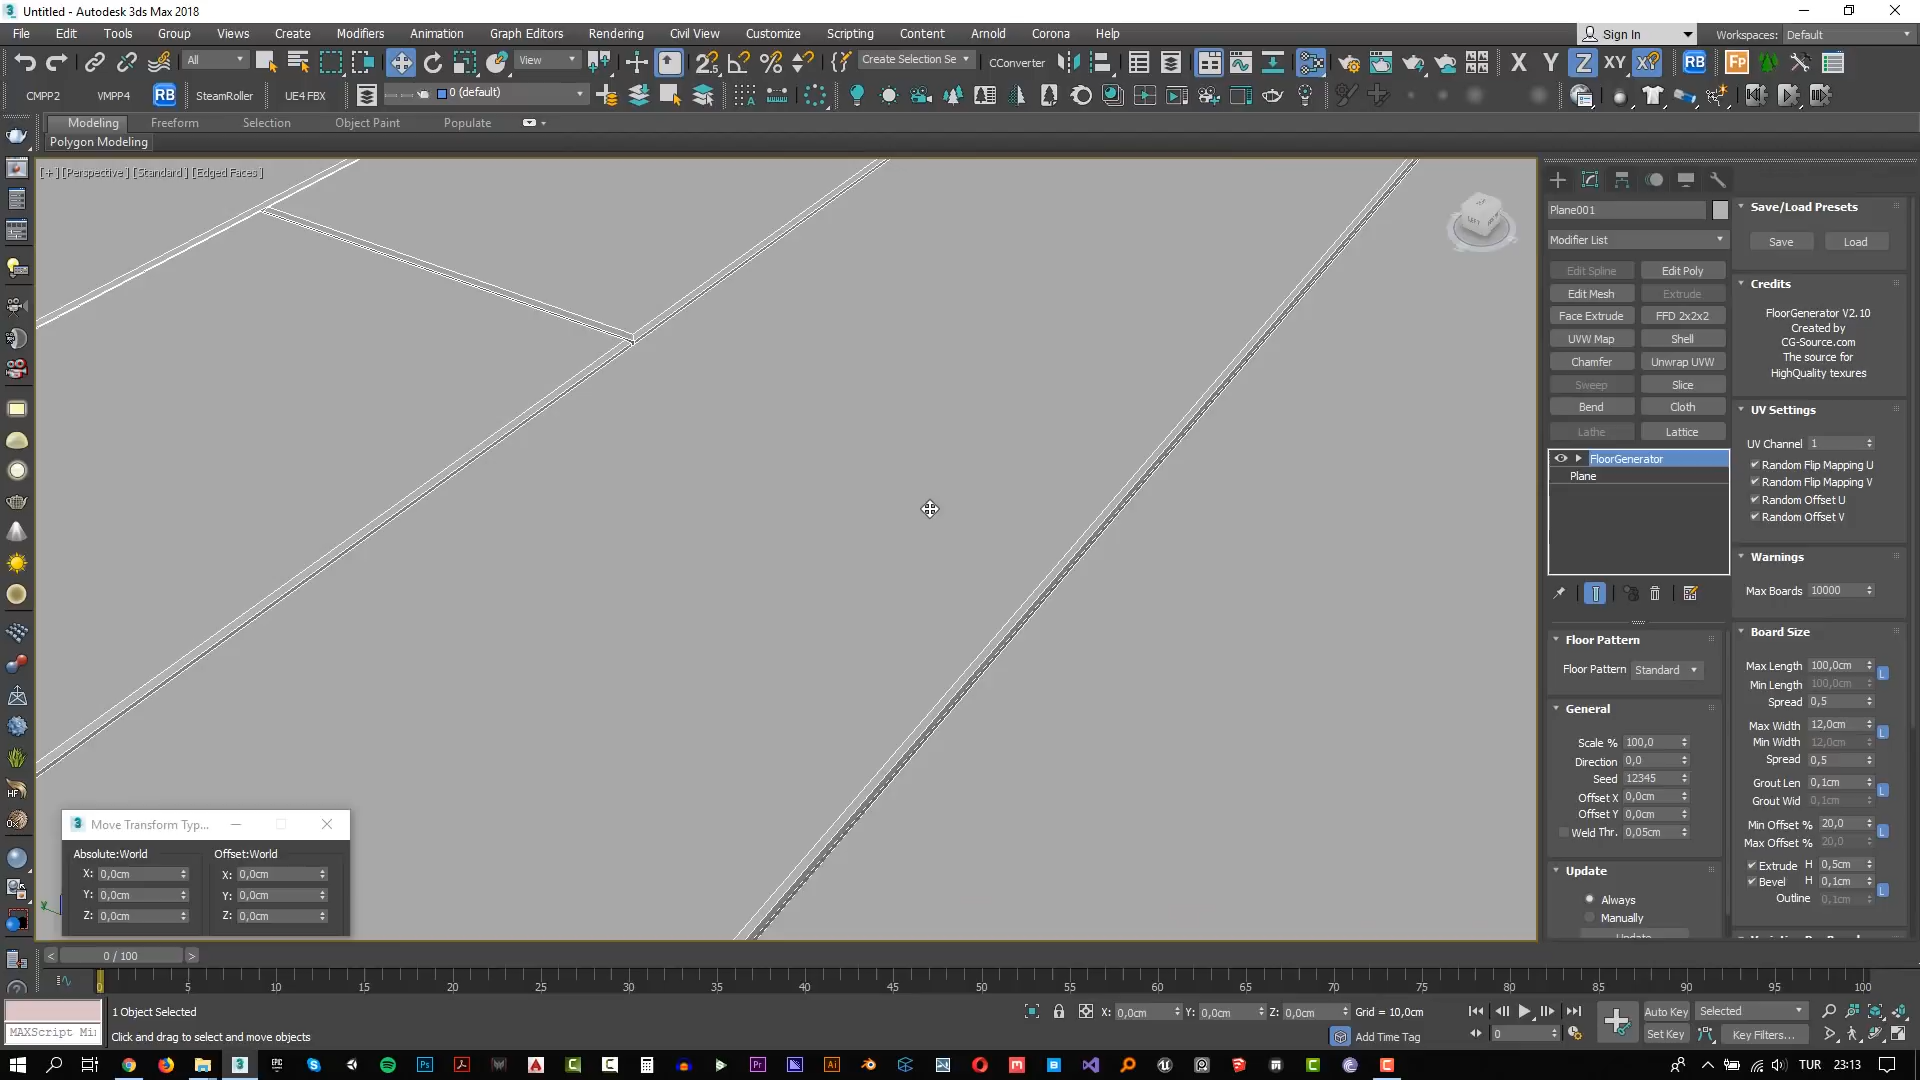 Untitled - Autodesk 3ds Max 2018
File Edit Tools Group Views Create Modifiers Animation Graph Editors Rendering Civil View Customize Scripting Content Arnold Corona Help
Sign In Workspaces: Default
All View Create Selection Se CConverter X Y Z XY RB Fp
CMPP2 VMPP4 RB SteamRoller UE4 FBX 0 (default)
Modeling Freeform Selection Object Paint Populate
Polygon Modeling
[+] [Perspective] [Standard] [Edged Faces]
Plane001
Modifier List
Edit Spline Edit Poly
Edit Mesh Extrude
Face Extrude FFD 2x2x2
UVW Map Shell
Chamfer Unwrap UVW
Sweep Slice
Bend Cloth
Lathe Lattice
FloorGenerator
Plane
Floor Pattern
Floor Pattern Standard
General
Scale % 100,0
Direction 0,0
Seed 12345
Offset X 0,0cm
Offset Y 0,0cm
Weld Thr. 0,05cm
Update
Always
Manually
Save/Load Presets
Save Load
Credits
FloorGenerator V2.10
Created by
CG-Source.com
The source for
HighQuality texures
UV Settings
UV Channel 1
Random Flip Mapping U
Random Flip Mapping V
Random Offset U
Random Offset V
Warnings
Max Boards 10000
Board Size
Max Length 100,0cm
Min Length 100,0cm
Spread 0,5
Max Width 12,0cm
Min Width 12,0cm
Spread 0,5
Grout Len 0,1cm
Grout Wid 0,1cm
Min Offset % 20,0
Max Offset % 20,0
Extrude H 0,5cm
Bevel H 0,1cm
Outline 0,1cm
Move Transform Typ...
Absolute:World Offset:World
X: 0,0cm X: 0,0cm
Y: 0,0cm Y: 0,0cm
Z: 0,0cm Z: 0,0cm
0 / 100
0 5 10 15 20 25 30 35 40 45 50 55 60 65 70 75 80 85 90 95 100
1 Object Selected X: 0,0cm Y: 0,0cm Z: 0,0cm Grid = 10,0cm Auto Key Selected
MAXScript Mi Click and drag to select and move objects Add Time Tag 0 Set Key Key Filters...
TUR 23:13